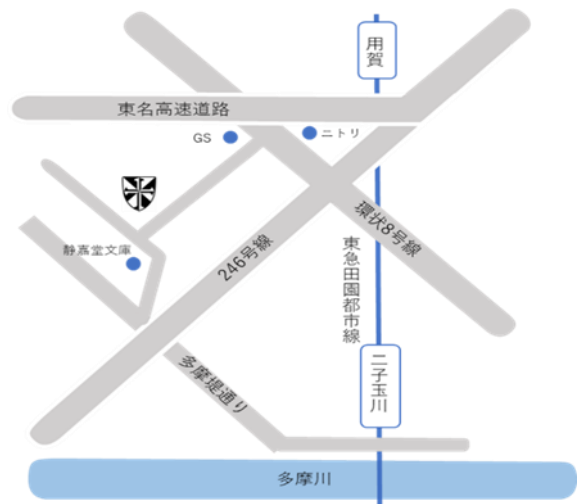 用賀
東名高速道路
GS
ニトリ
環状8号線
246号線
静嘉堂文庫
東急田園都市線
二子玉川
多摩堤通り
多摩川